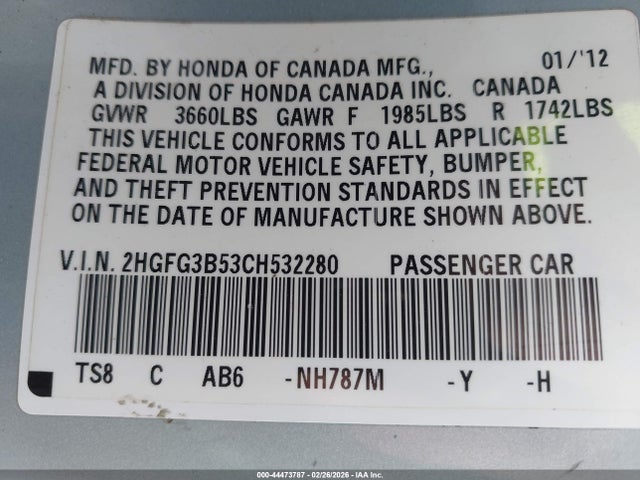 MFD. BY HONDA OF CANADA MFG., 01/'12
A DIVISION OF HONDA CANADA INC. CANADA
GVWR 3660LBS GAWR F 1985LBS R 1742LBS
THIS VEHICLE CONFORMS TO ALL APPLICABLE
FEDERAL MOTOR VEHICLE SAFETY, BUMPER,
AND THEFT PREVENTION STANDARDS IN EFFECT
ON THE DATE OF MANUFACTURE SHOWN ABOVE.
V.I.N. 2HGFG3B53CH532280 PASSENGER CAR
TS8 C AB6 -NH787M -Y -H
000-44473787 - 02/26/2026 - IAA Inc.